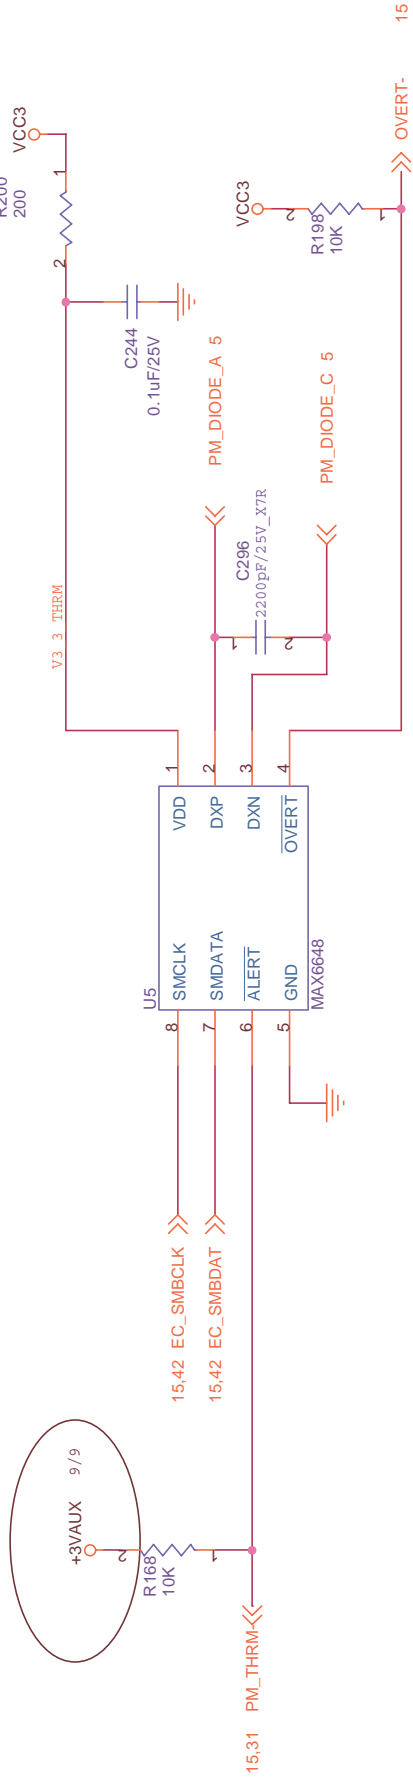 +3VAUX 9/9
2
R168
10K
1
15,31 PM_THRM-
15,42 EC_SMBCLK
15,42 EC_SMBDAT
U5
8 SMCLK
7 SMDATA
6 ALERT
5 GND
VDD 1
DXP 2
DXN 3
OVERT 4
MAX6648
V3 3 THRM
R200
200
2
1
VCC3
C244
0.1uF/25V
PM_DIODE_A 5
1
C296
2200pF/25V_X7R
2
PM_DIODE_C 5
VCC3
2
R198
10K
1
OVERT- 15